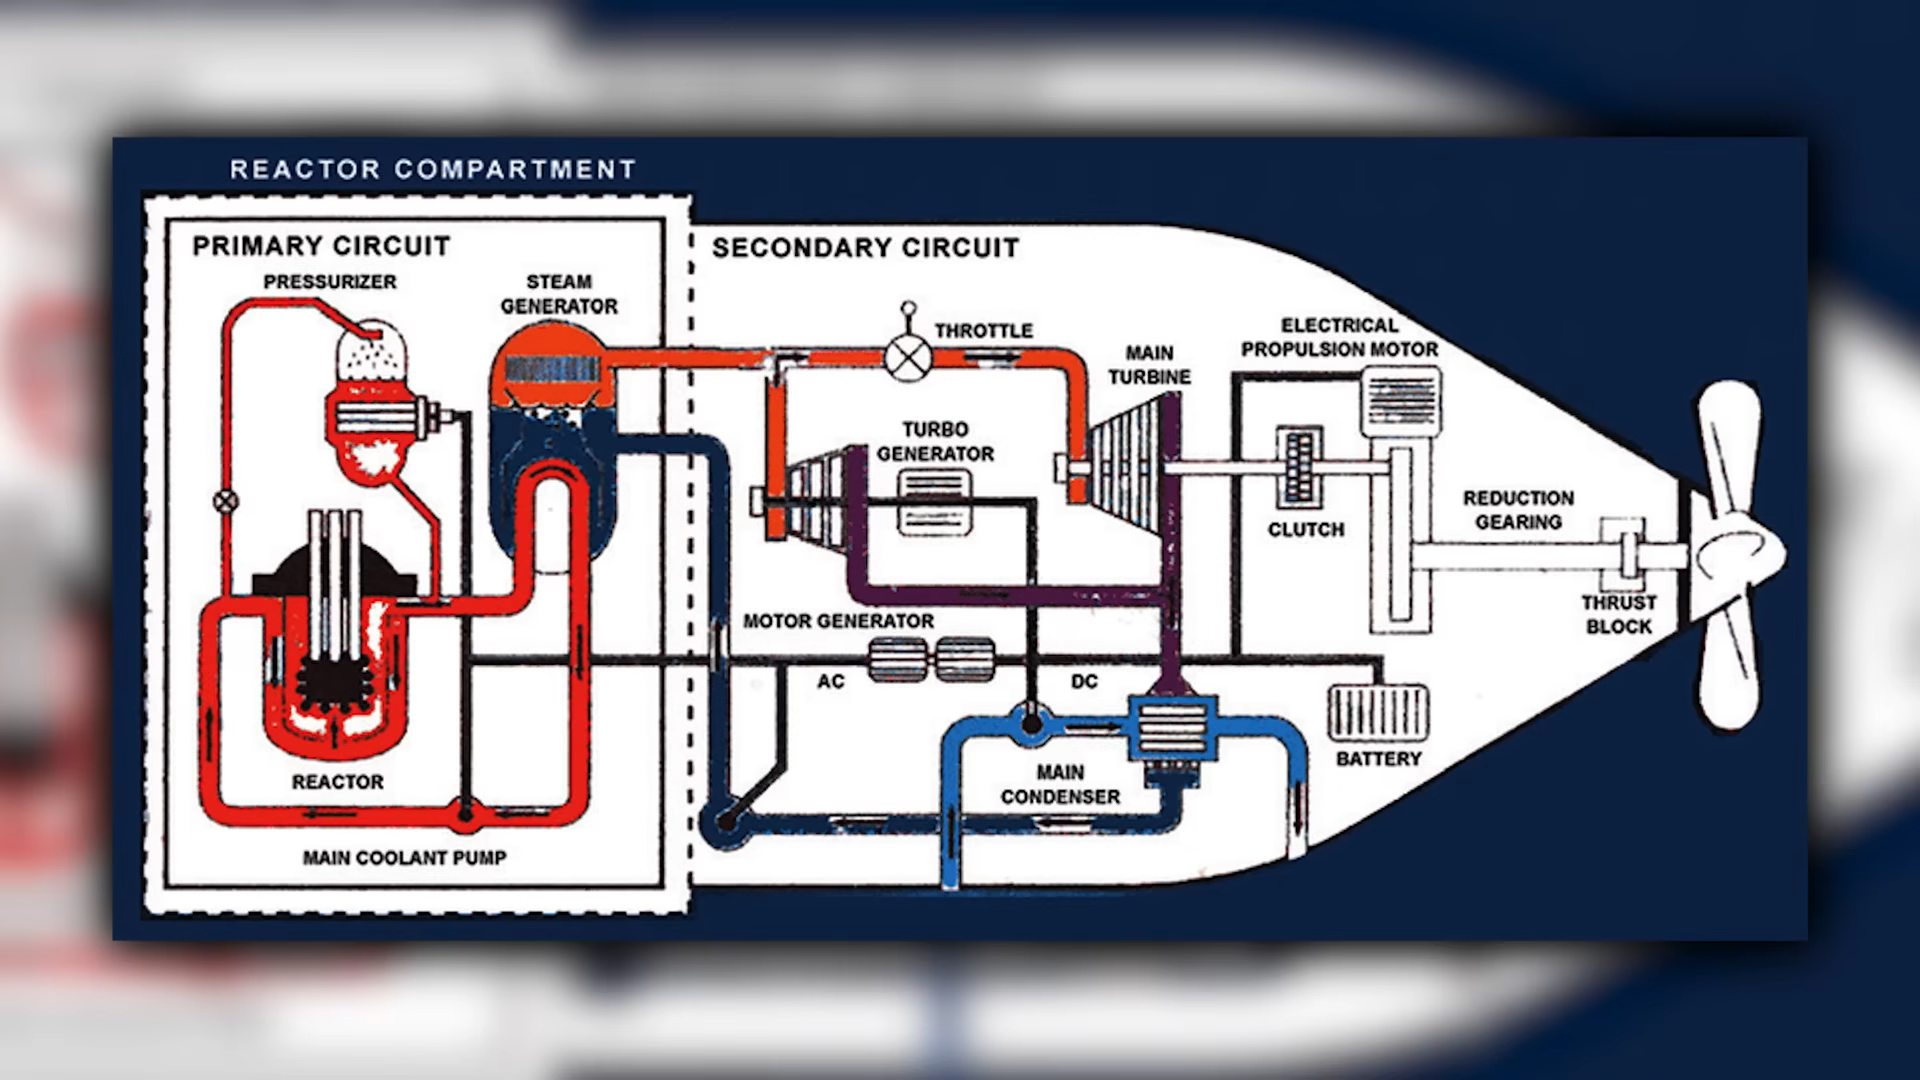 REACTOR COMPARTMENT
PRIMARY CIRCUIT
SECONDARY CIRCUIT
PRESSURIZER
STEAM
GENERATOR
THROTTLE
ELECTRICAL
PROPULSION MOTOR
MAIN
TURBINE
TURBO
GENERATOR
CLUTCH
REDUCTION
GEARING
THRUST
BLOCK
MOTOR GENERATOR
AC
DC
BATTERY
MAIN
CONDENSER
REACTOR
MAIN COOLANT PUMP